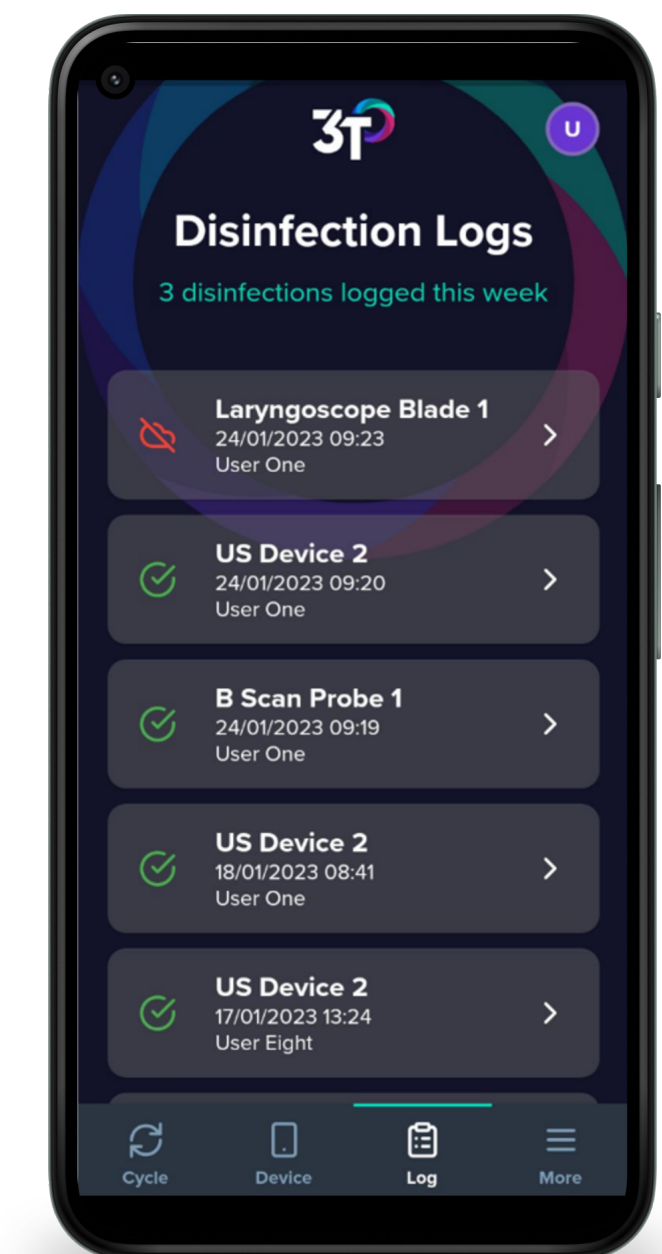 3T
U
Disinfection Logs
3 disinfections logged this week
Laryngoscope Blade 1
24/01/2023 09:23
User One
US Device 2
24/01/2023 09:20
User One
B Scan Probe 1
24/01/2023 09:19
User One
US Device 2
18/01/2023 08:41
User One
US Device 2
17/01/2023 13:24
User Eight
Cycle
Device
Log
More